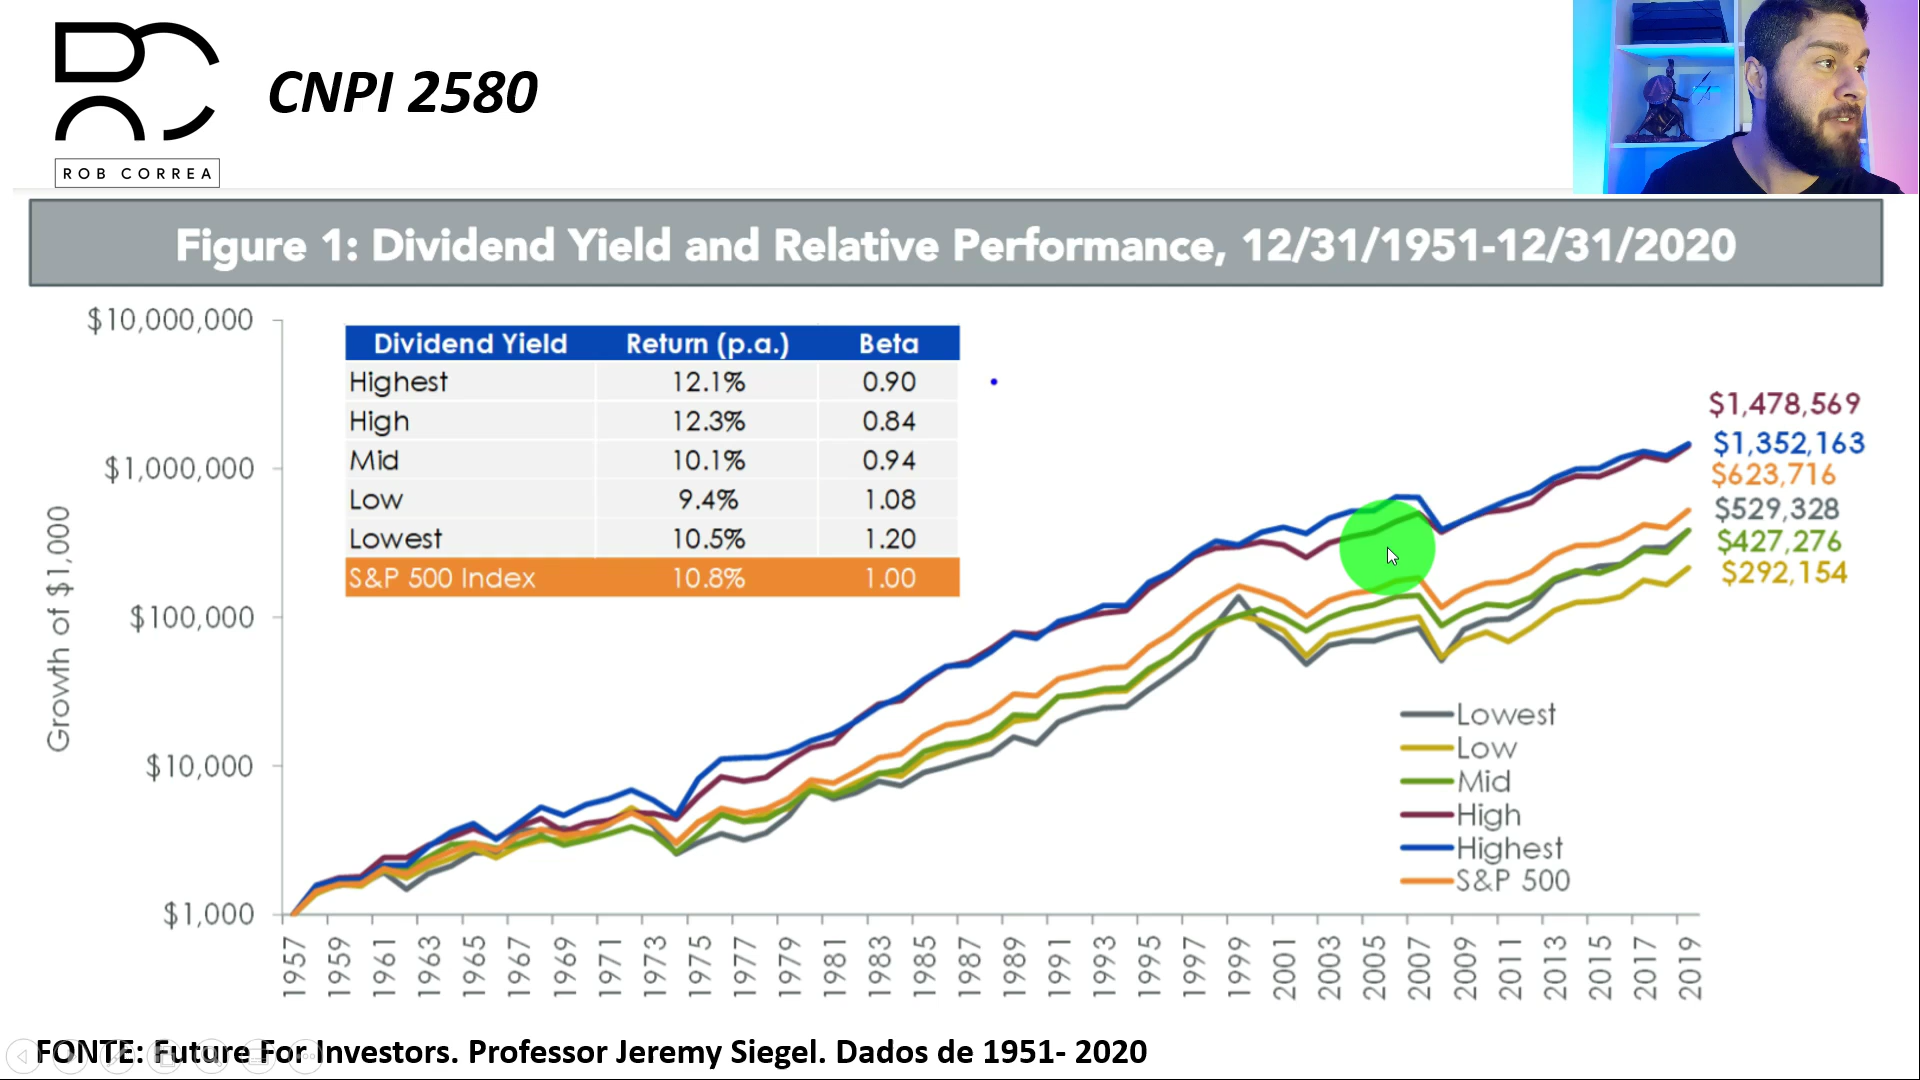 CNPI 2580
ROB CORREA
Figure 1: Dividend Yield and Relative Performance, 12/31/1951-12/31/2020
Growth of $1,000
$10,000,000
$1,000,000
$100,000
$10,000
$1,000
Dividend Yield Return (p.a.) Beta
Highest 12.1% 0.90
High 12.3% 0.84
Mid 10.1% 0.94
Low 9.4% 1.08
Lowest 10.5% 1.20
S&P 500 Index 10.8% 1.00
$1,478,569
$1,352,163
$623,716
$529,328
$427,276
$292,154
Lowest
Low
Mid
High
Highest
S&P 500
1957 1959 1961 1963 1965 1967 1969 1971 1973 1975 1977 1979 1981 1983 1985 1987 1989 1991 1993 1995 1997 1999 2001 2003 2005 2007 2009 2011 2013 2015 2017 2019
FONTE: Future For Investors. Professor Jeremy Siegel. Dados de 1951- 2020